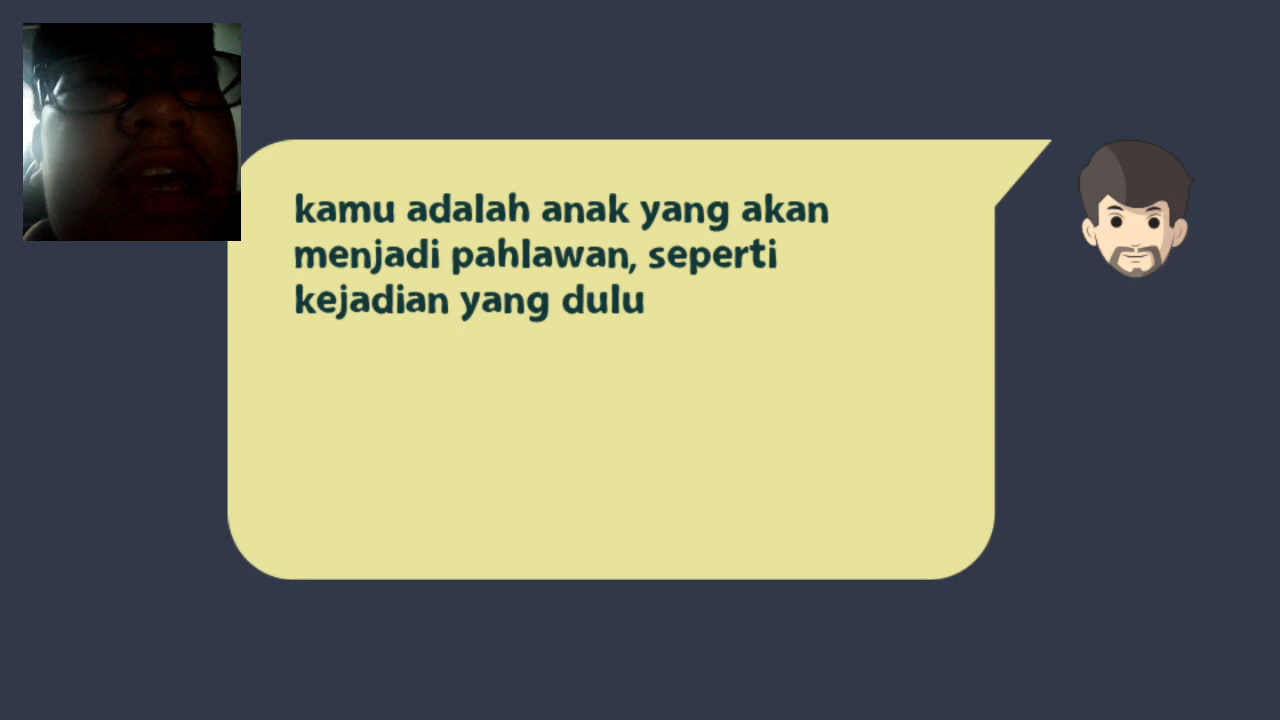 kamu adalah anak yang akan
menjadi pahlawan, seperti
kejadian yang dulu